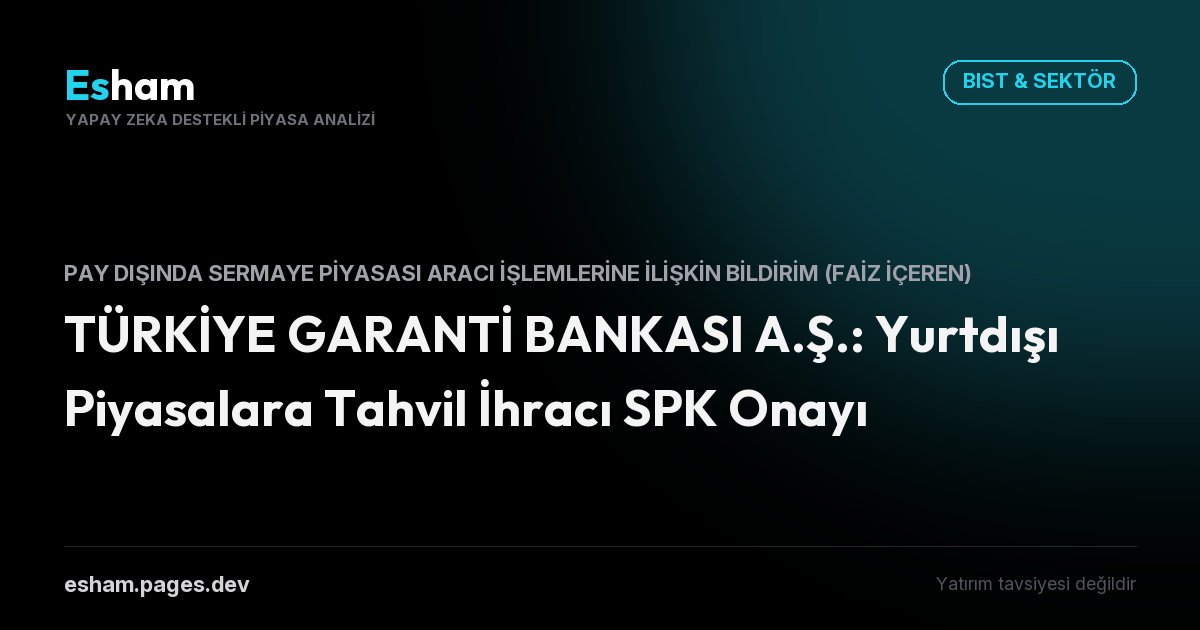 Esham
YAPAY ZEKA DESTEKLİ PİYASA ANALİZİ
BIST & SEKTÖR
PAY DIŞINDA SERMAYE PİYASASI ARACI İŞLEMLERİNE İLİŞKİN BİLDİRİM (FAİZ İÇEREN)
TÜRKİYE GARANTİ BANKASI A.Ş.: Yurtdışı
Piyasalara Tahvil İhracı SPK Onayı
esham.pages.dev
Yatırım tavsiyesi değildir